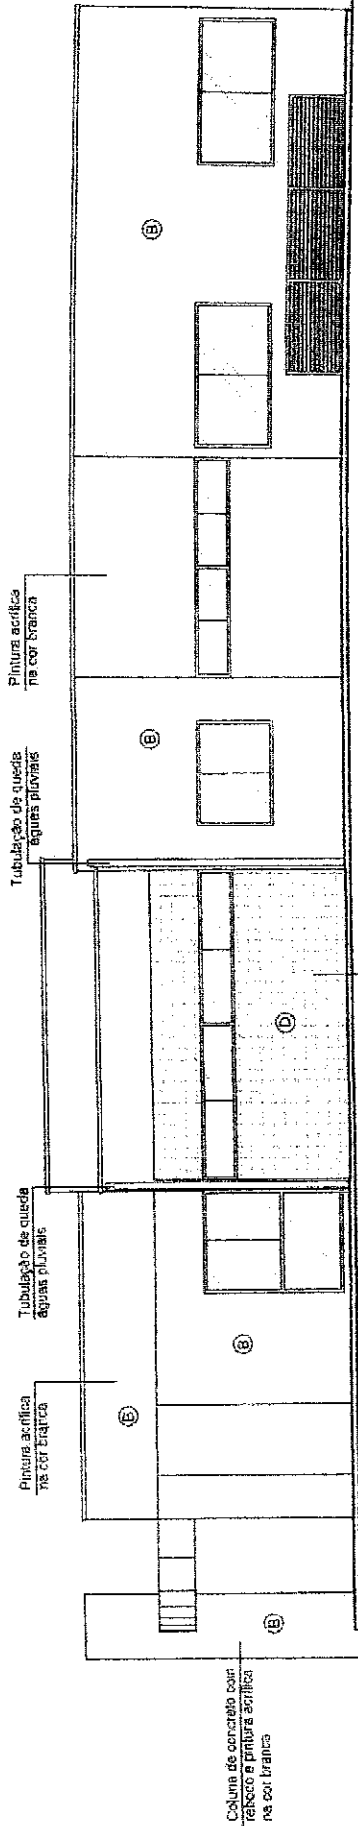 Coluna de concreto com
reboco e pintura acrílica
na cor branca
Pintura acrílica
na cor branca
Tubulação de queda
águas pluviais
Tubulação de queda
águas pluviais
Pintura acrílica
na cor branca
B
B
B
D
B
B